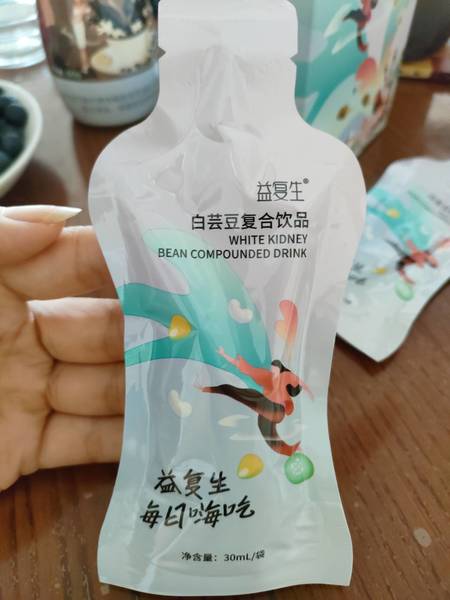 益复生®
白芸豆复合饮品
WHITE KIDNEY
BEAN COMPOUNDED DRINK
益复生
每日嗨吃
净含量: 30mL/袋